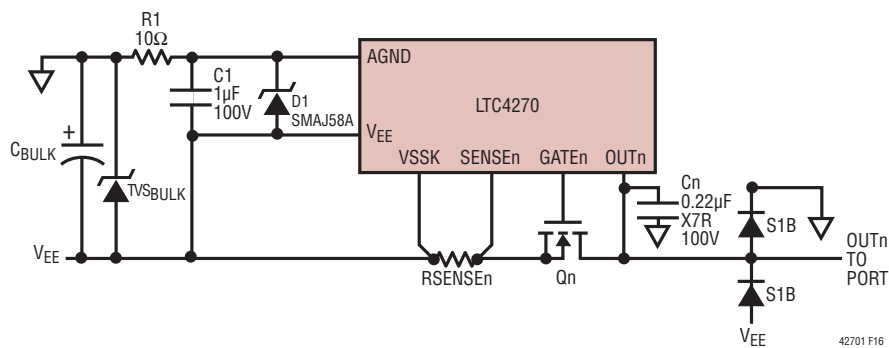 R1
10Ω
C1
1µF
100V
D1
SMAJ58A
CBULK
+
TVSBULK
VEE
AGND
LTC4270
VEE
VSSK
SENSEn
GATEn
OUTn
Cn
0.22µF
X7R
100V
S1B
OUTn
TO
PORT
RSENSEn
Qn
S1B
VEE
42701 F16